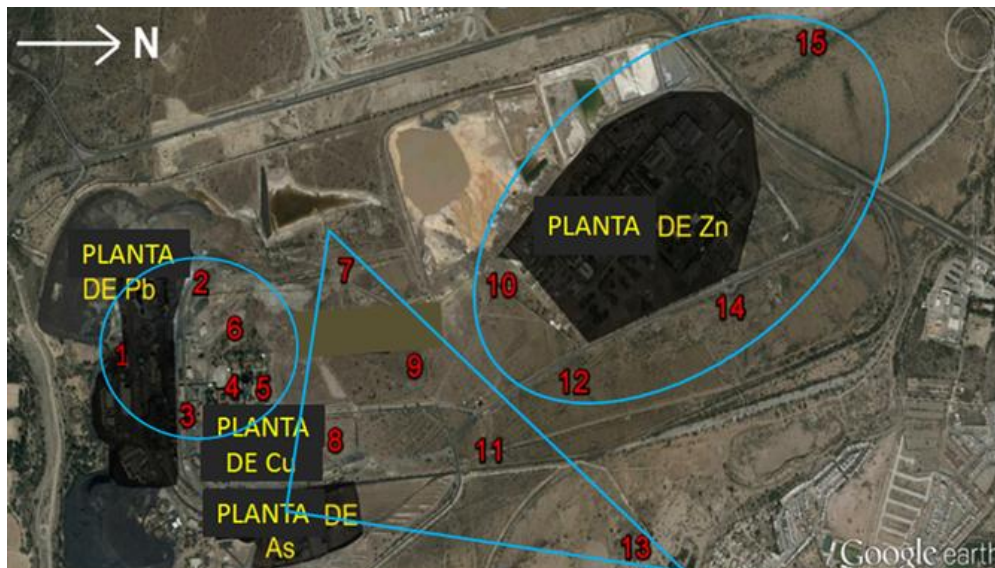 N
15
PLANTA
DE Pb
PLANTA DE Zn
2
7
10
14
6
1
9
12
4
5
3
PLANTA
DE Cu
8
11
PLANTA DE
As
13
Google earth